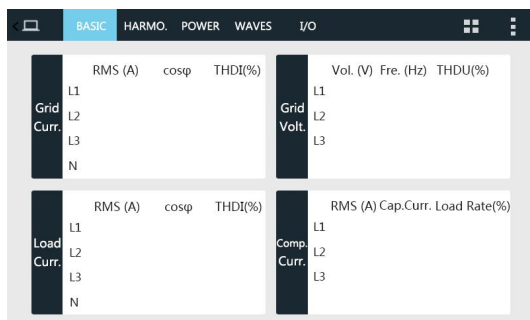 BASIC HARMO. POWER WAVES I/O
RMS (A) cosφ THDI(%)
Grid Curr.
L1
L2
L3
N
Vol. (V) Fre. (Hz) THDU(%)
Grid Volt.
L1
L2
L3
RMS (A) cosφ THDI(%)
Load Curr.
L1
L2
L3
N
RMS (A) Cap.Curr. Load Rate(%)
Comp. Curr.
L1
L2
L3